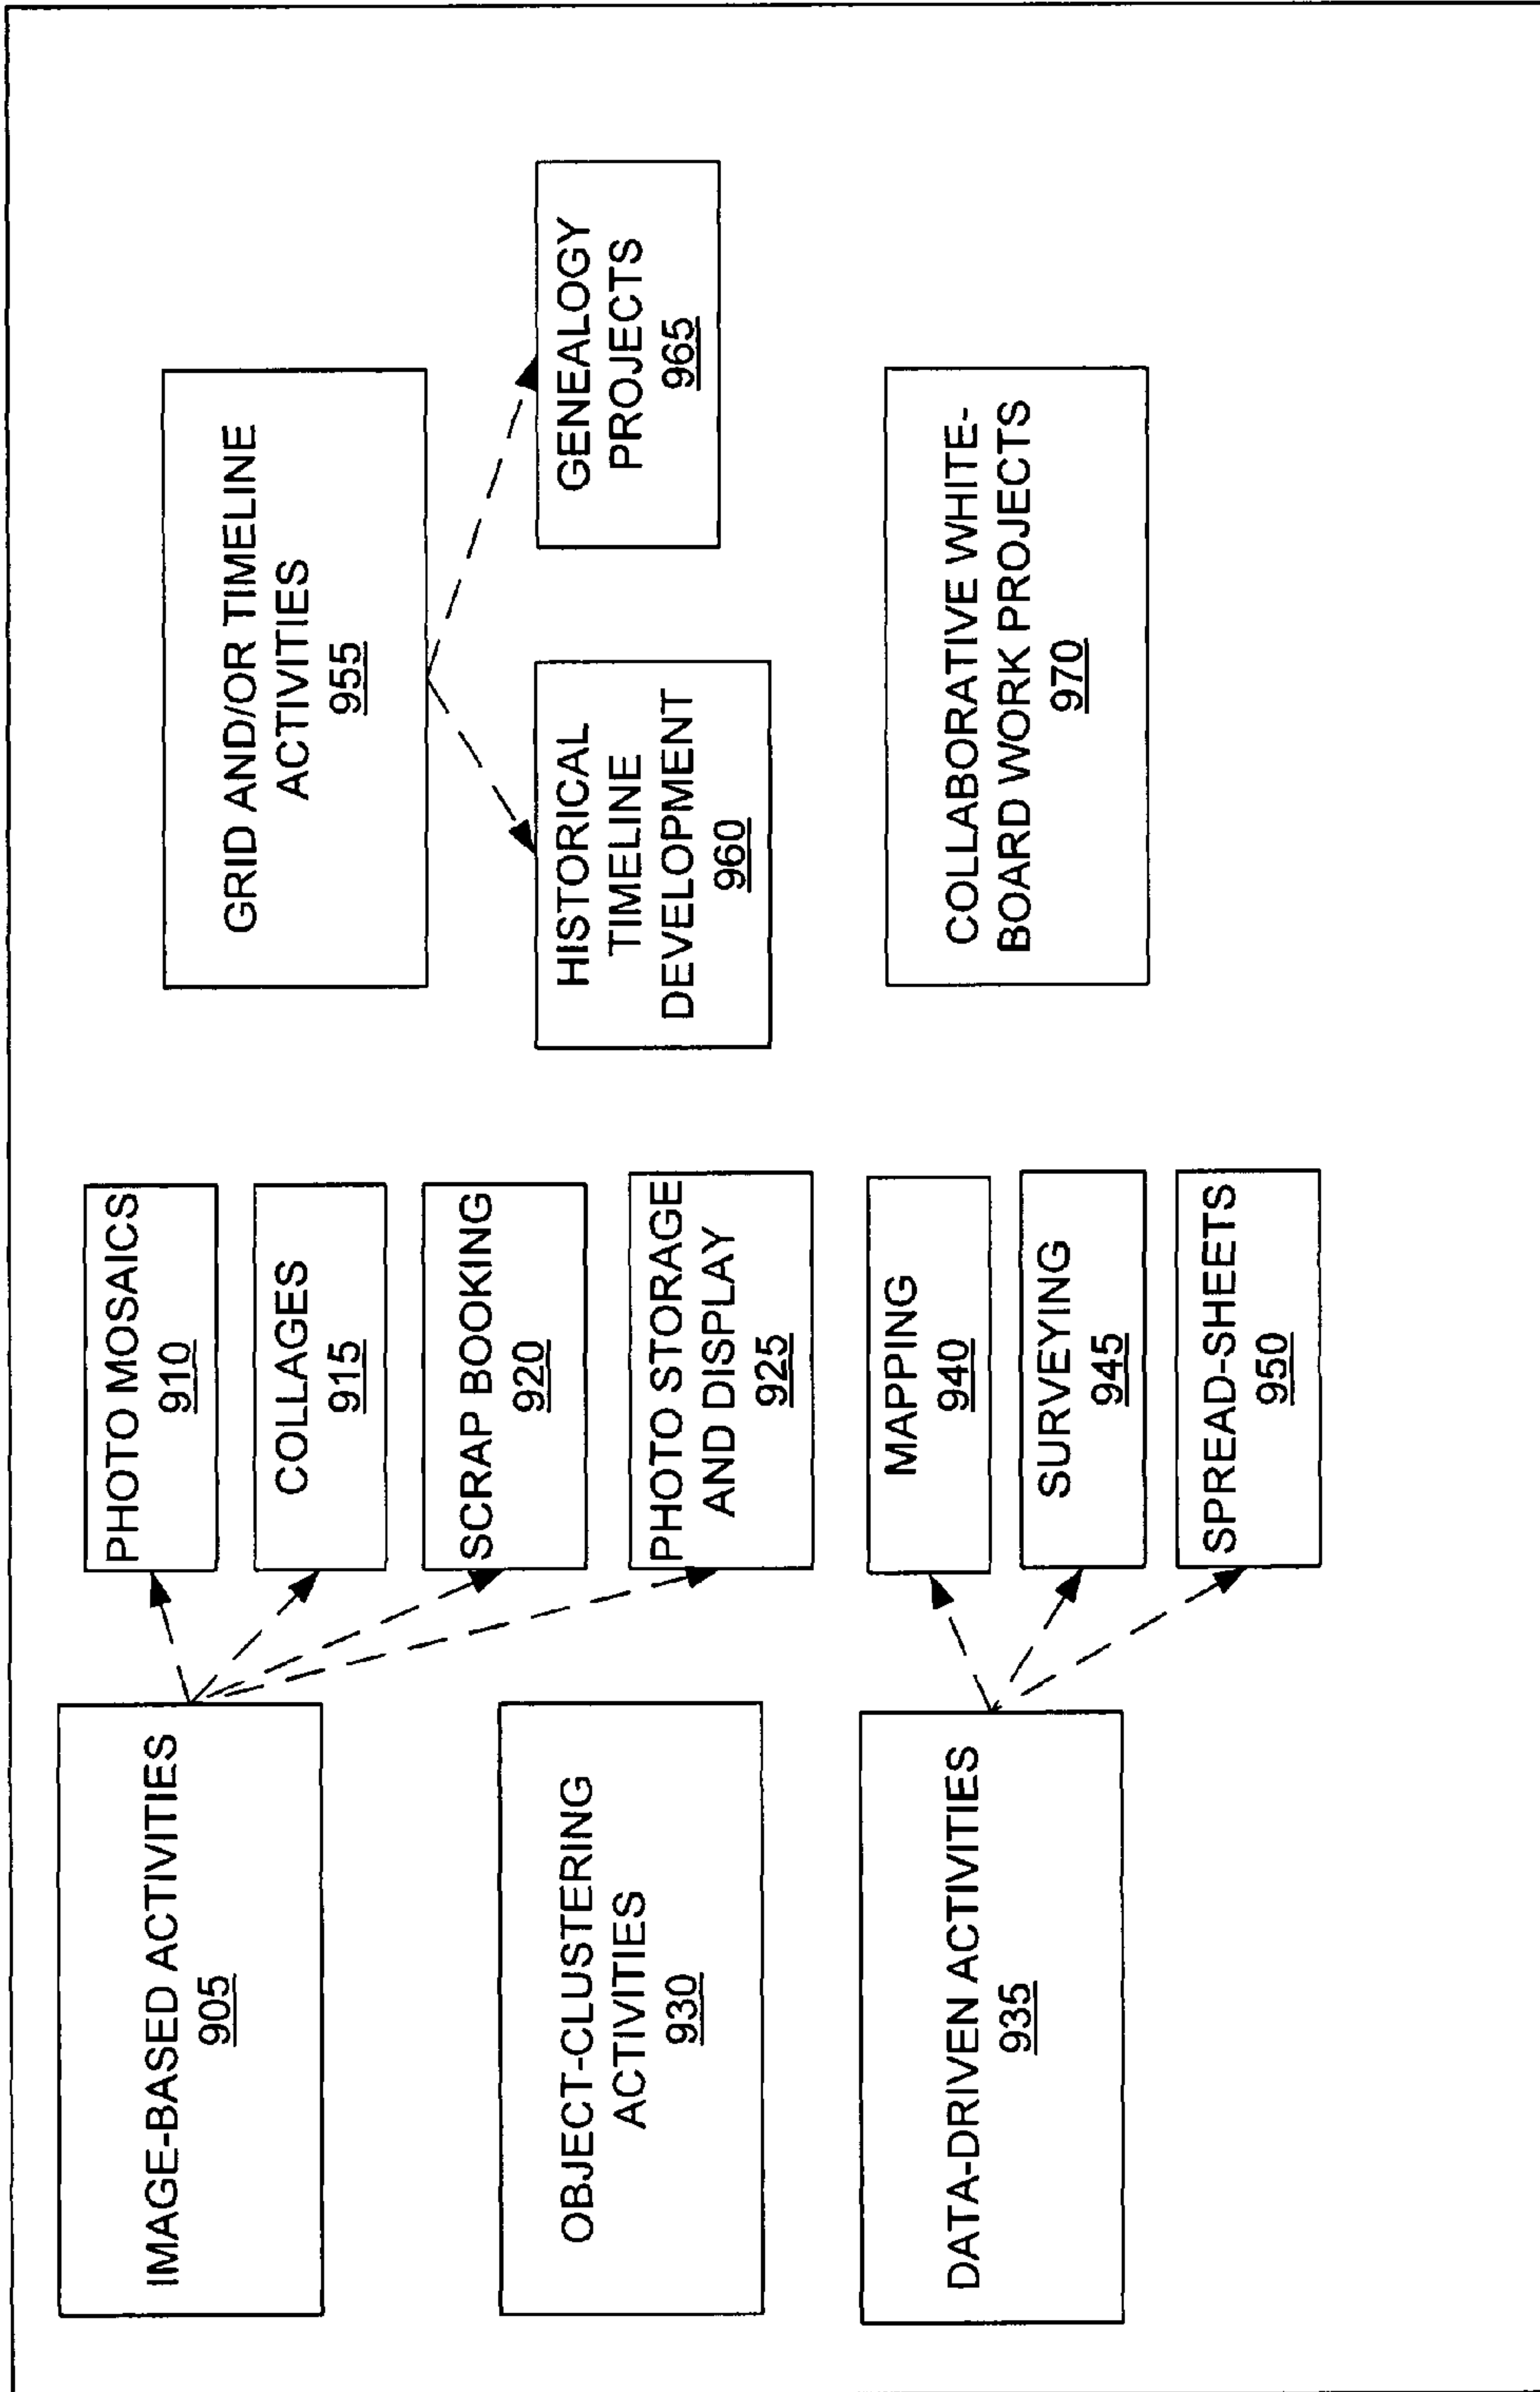 IMAGE-BASED ACTIVITIES
905
PHOTO MOSAICS
910
COLLAGES
915
SCRAP BOOKING
920
PHOTO STORAGE
AND DISPLAY
925
OBJECT-CLUSTERING
ACTIVITIES
930
DATA-DRIVEN ACTIVITIES
935
MAPPING
940
SURVEYING
945
SPREAD-SHEETS
950
GRID AND/OR TIMELINE
ACTIVITIES
955
HISTORICAL
TIMELINE
DEVELOPMENT
960
GENEALOGY
PROJECTS
965
COLLABORATIVE WHITE-
BOARD WORK PROJECTS
970